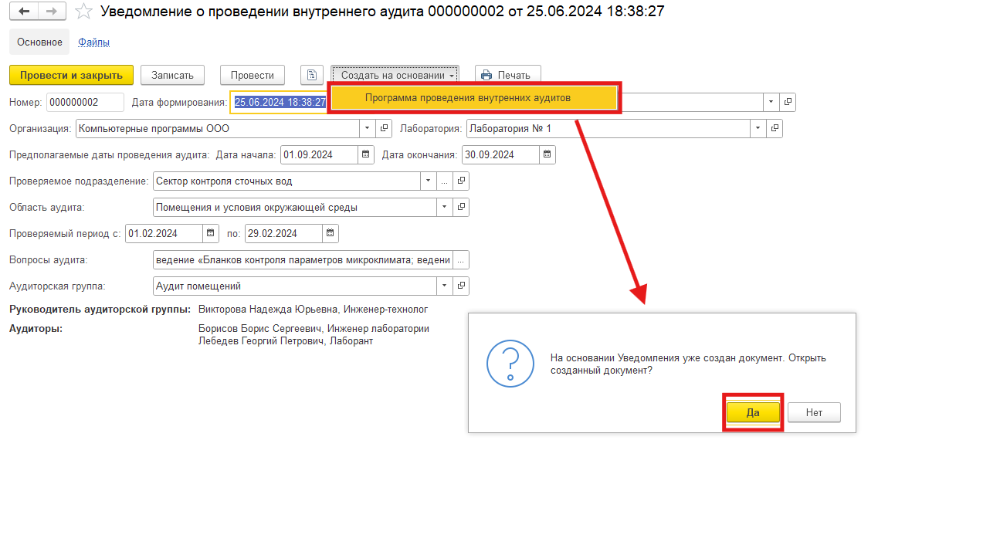 Уведомление о проведении внутреннего аудита 000000002 от 25.06.2024 18:38:27
Основное Файлы
Провести и закрыть Записать Провести Создать на основании Печать
Номер: 000000002 Дата формирования: 25.06.2024 18:38:27
Программа проведения внутренних аудитов
Организация: Компьютерные программы ООО Лаборатория: Лаборатория № 1
Предполагаемые даты проведения аудита: Дата начала: 01.09.2024 Дата окончания: 30.09.2024
Проверяемое подразделение: Сектор контроля сточных вод ...
Область аудита: Помещения и условия окружающей среды
Проверяемый период с: 01.02.2024 по: 29.02.2024
Вопросы аудита: ведение «Бланков контроля параметров микроклимата; ведени ...
Аудиторская группа: Аудит помещений
Руководитель аудиторской группы: Викторова Надежда Юрьевна, Инженер-технолог
Аудиторы: Борисов Борис Сергеевич, Инженер лаборатории
Лебедев Георгий Петрович, Лаборант
На основании Уведомления уже создан документ. Открыть
созданный документ?
Да Нет